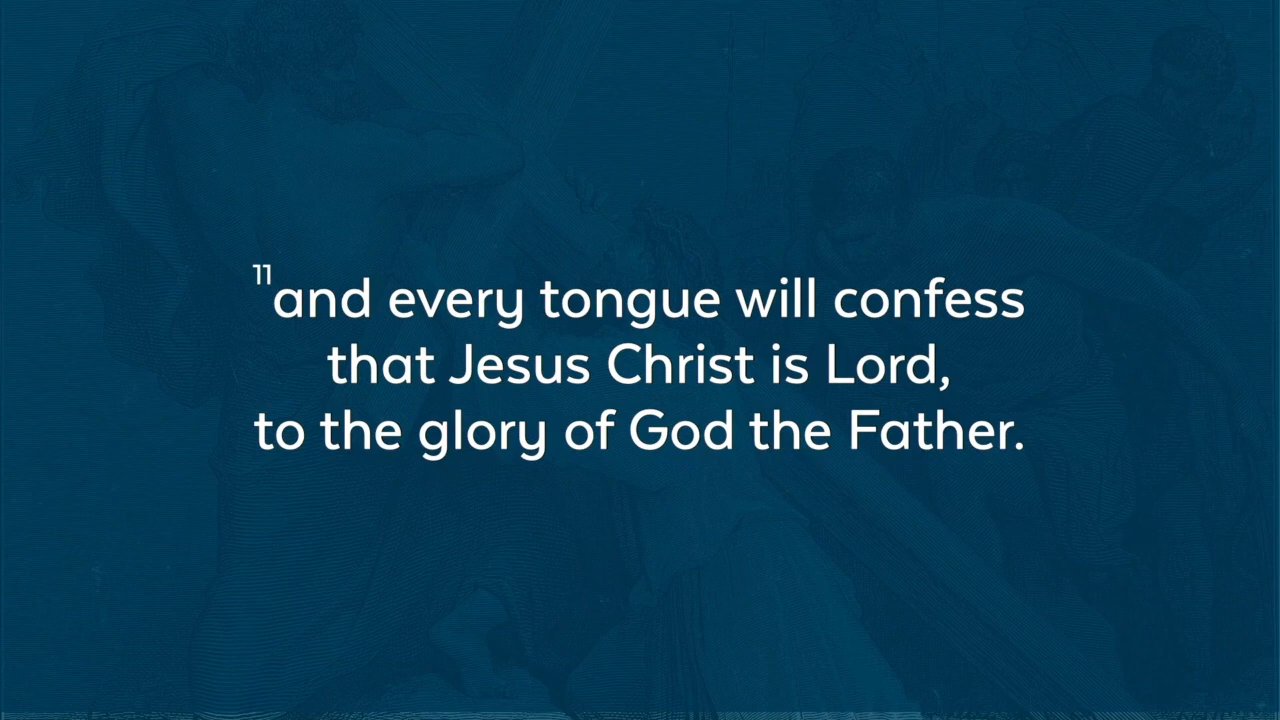 11and every tongue will confess
that Jesus Christ is Lord,
to the glory of God the Father.